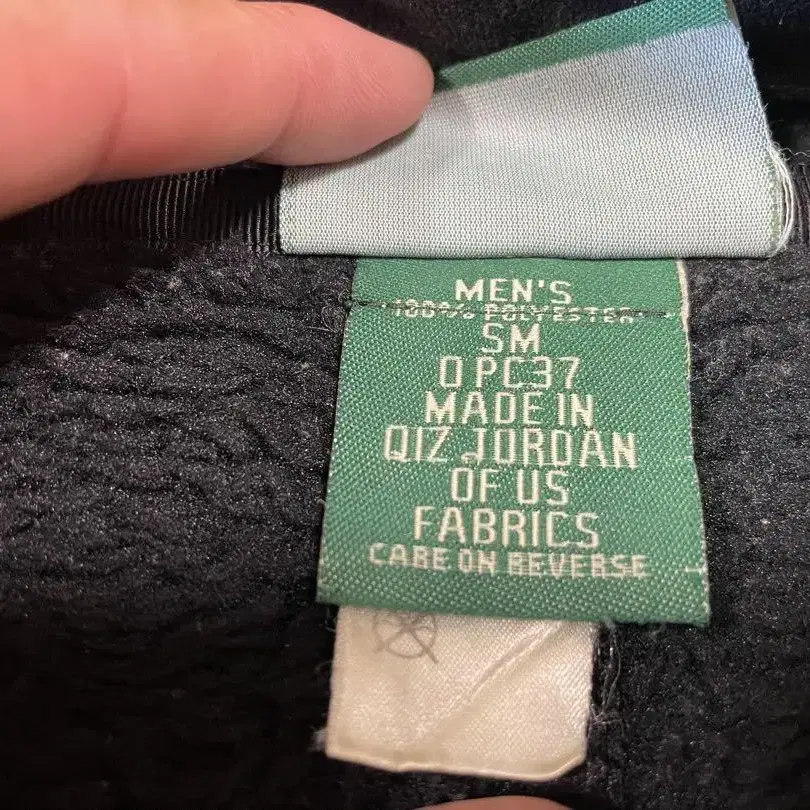 MEN'S
100% POLYESTER
SM
0 PC37
MADE IN
QIZ JORDAN
OF US
FABRICS
CARE ON REVERSE